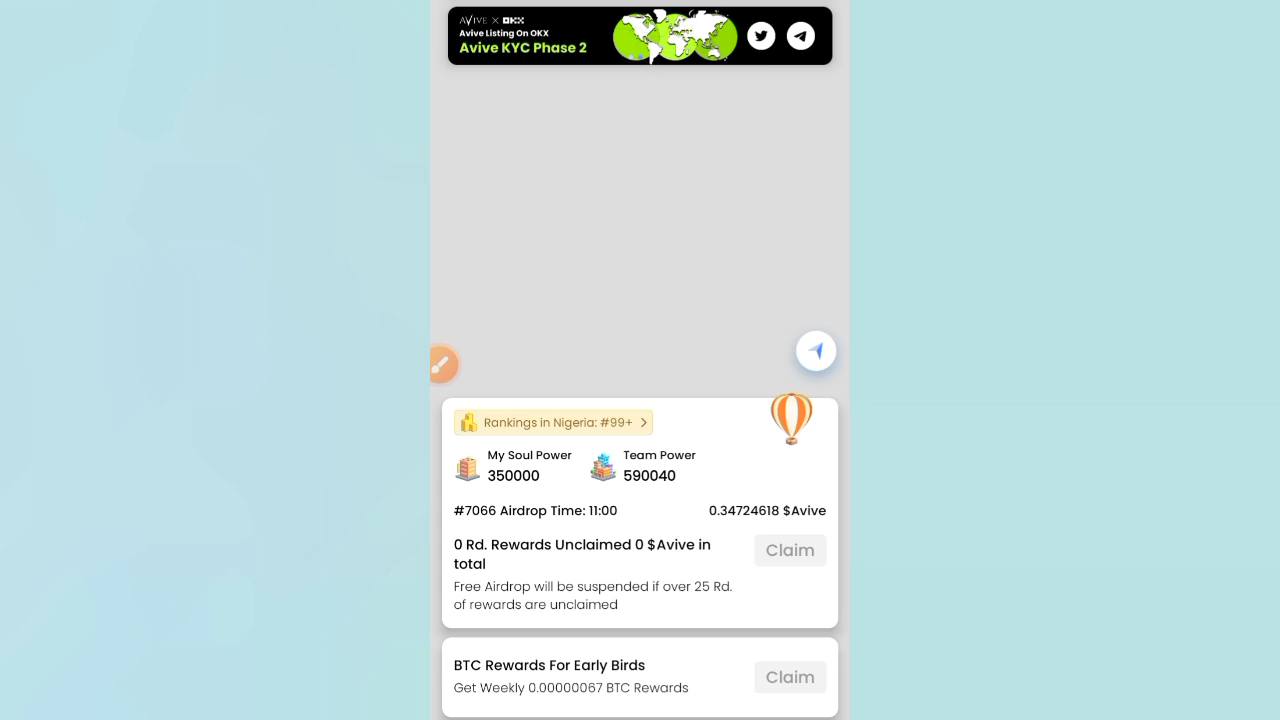 AVIVE × OKX
Avive Listing On OKX
Avive KYC Phase 2
Rankings in Nigeria: #99+
My Soul Power
350000
Team Power
590040
#7066 Airdrop Time: 11:00
0.34724618 $Avive
0 Rd. Rewards Unclaimed 0 $Avive in
total
Claim
Free Airdrop will be suspended if over 25 Rd.
of rewards are unclaimed
BTC Rewards For Early Birds
Get Weekly 0.00000067 BTC Rewards
Claim